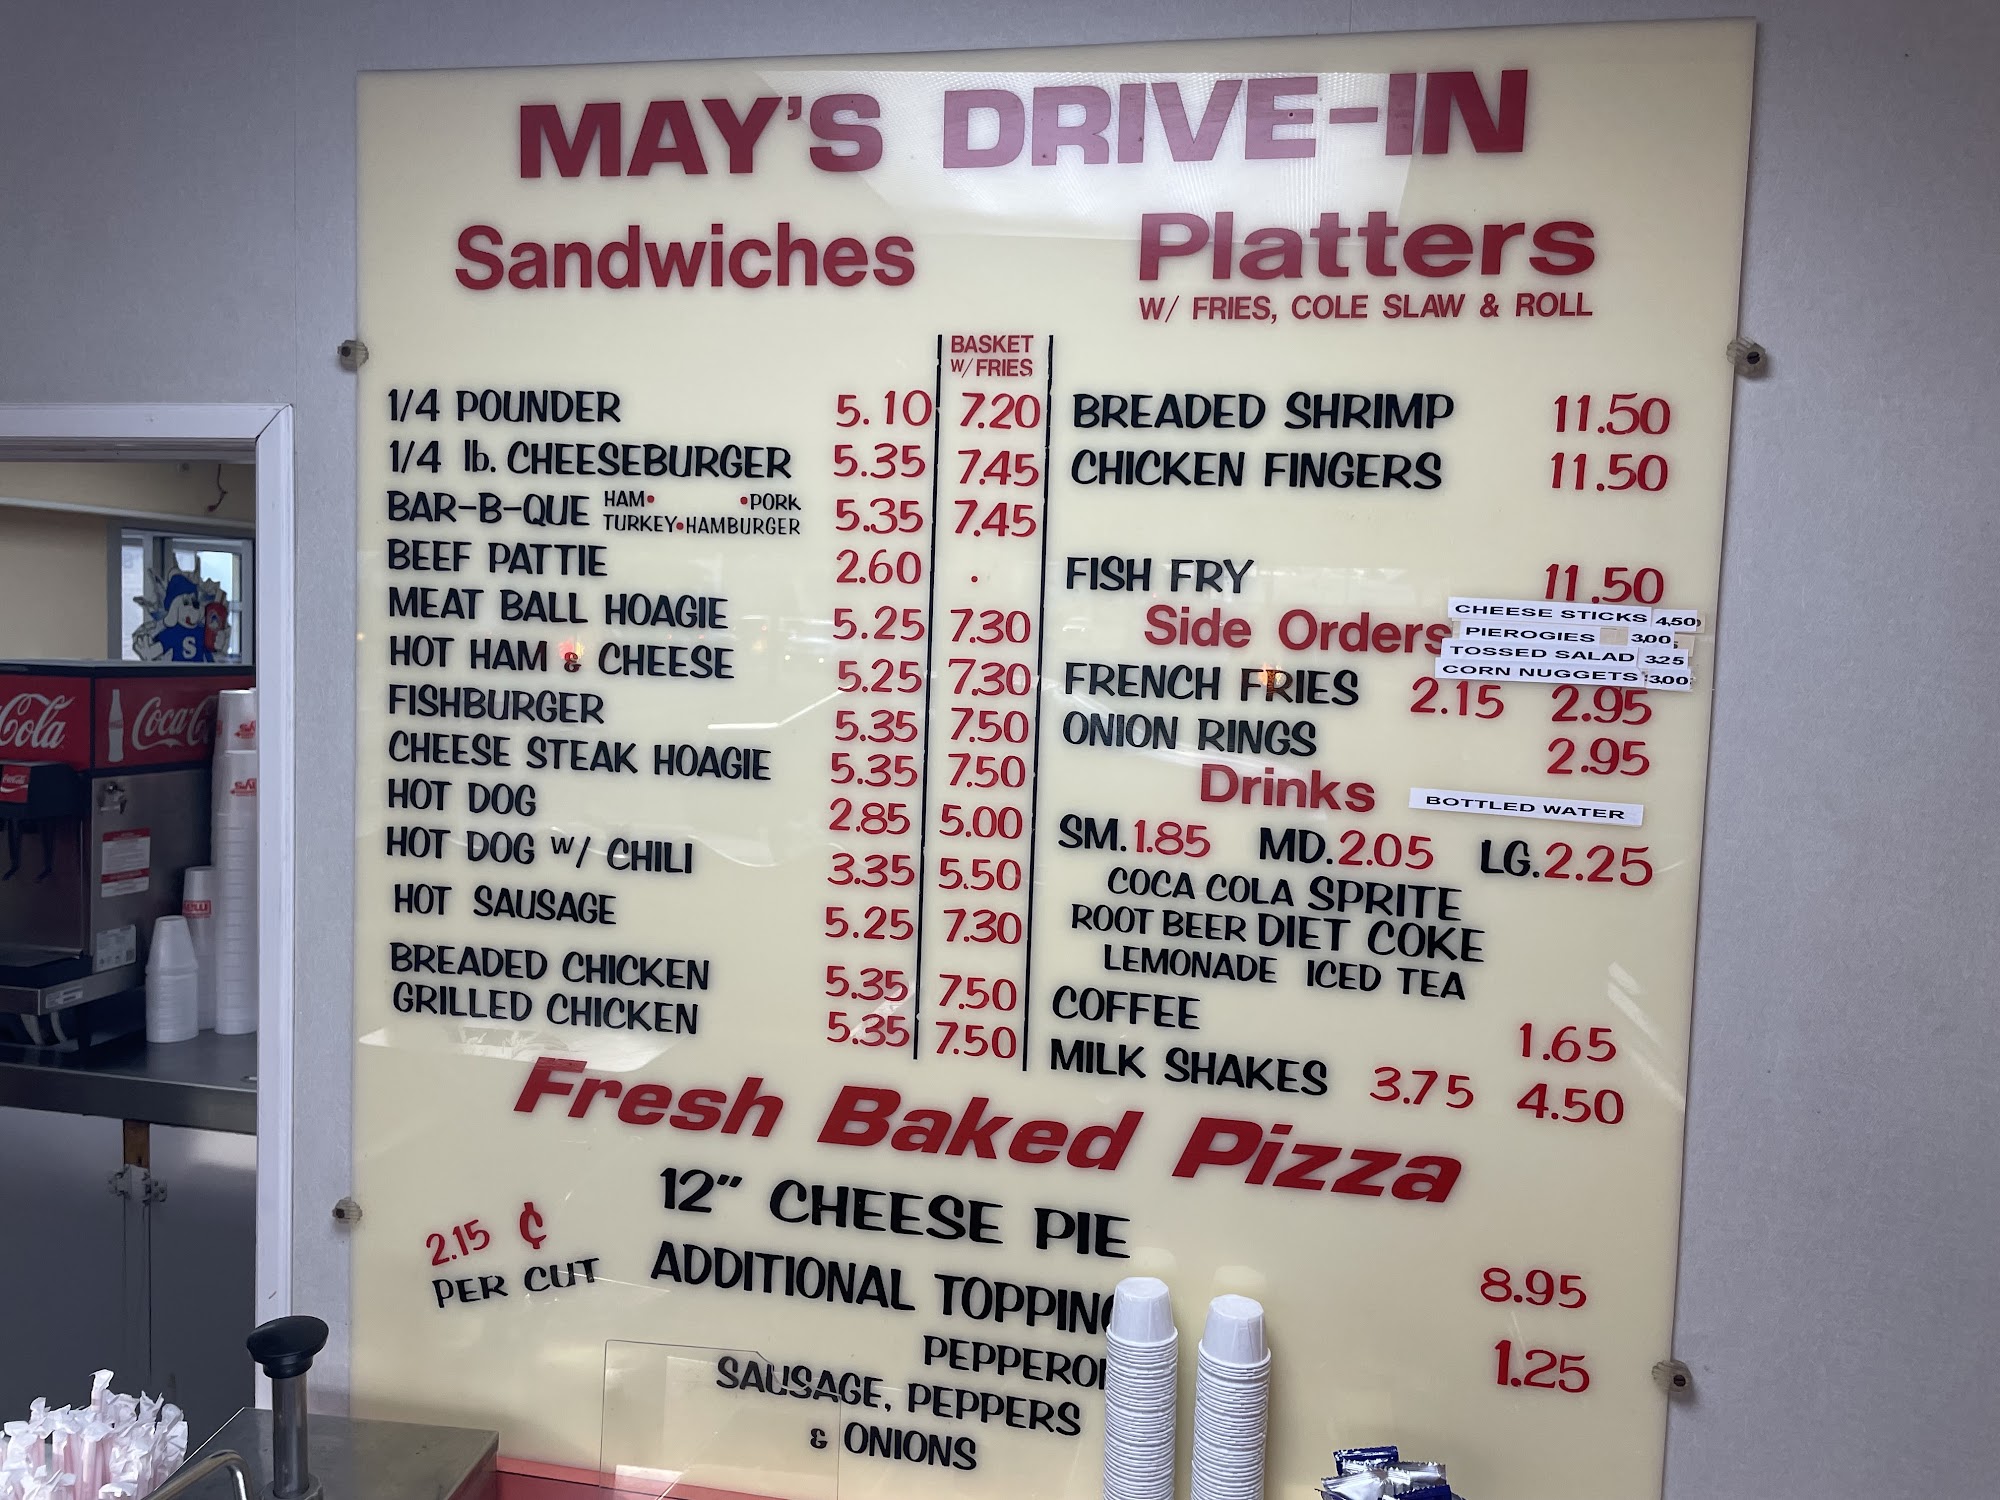 MAY'S DRIVE-IN
Sandwiches
BASKET
W/ FRIES
1/4 POUNDER 5.10 7.20
1/4 lb. CHEESEBURGER 5.35 7.45
BAR-B-QUE HAM• •PORK TURKEY•HAMBURGER 5.35 7.45
BEEF PATTIE 2.60 .
MEAT BALL HOAGIE 5.25 7.30
HOT HAM & CHEESE 5.25 7.30
FISHBURGER 5.35 7.50
CHEESE STEAK HOAGIE 5.35 7.50
HOT DOG 2.85 5.00
HOT DOG W/ CHILI 3.35 5.50
HOT SAUSAGE 5.25 7.30
BREADED CHICKEN 5.35 7.50
GRILLED CHICKEN 5.35 7.50
Platters
W/ FRIES, COLE SLAW & ROLL
BREADED SHRIMP 11.50
CHICKEN FINGERS 11.50
FISH FRY 11.50
Side Orders
CHEESE STICKS 4,50
PIEROGIES 3,00
TOSSED SALAD 3,25
CORN NUGGETS 3,00
FRENCH FRIES 2.15 2.95
ONION RINGS 2.95
Drinks
BOTTLED WATER
SM. 1.85 MD. 2.05 LG. 2.25
COCA COLA SPRITE
ROOT BEER DIET COKE
LEMONADE ICED TEA
COFFEE 1.65
MILK SHAKES 3.75 4.50
Fresh Baked Pizza
2.15 ¢
PER CUT
12" CHEESE PIE 8.95
ADDITIONAL TOPPING 1.25
PEPPERO
SAUSAGE, PEPPERS
& ONIONS
Cola
Coca-C
S